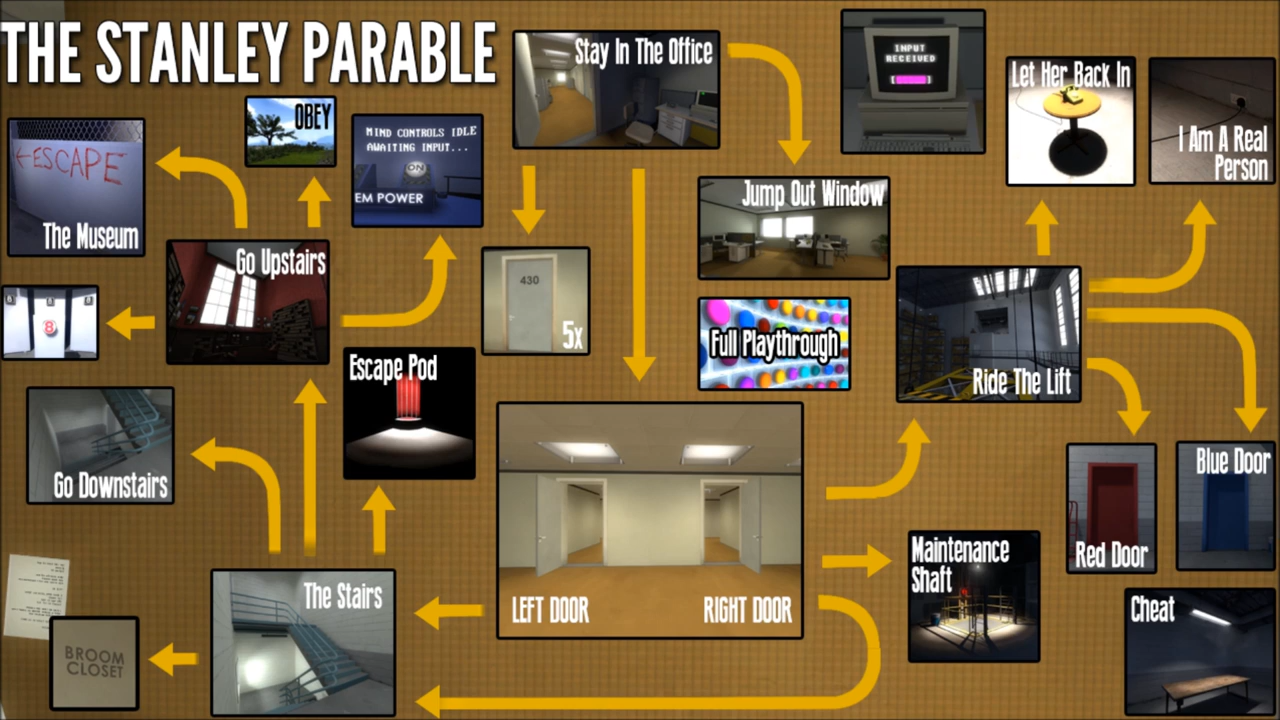 THE STANLEY PARABLE
Stay In The Office
INPUT
RECEIVED
Let Her Back In
I Am A Real
Person
OBEY
MIND CONTROLS IDLE
AWAITING INPUT...
ON
EM POWER
←ESCAPE
The Museum
Jump Out Window
Go Upstairs
430
5x
8
Full Playthrough
Escape Pod
Ride The Lift
Go Downstairs
Blue Door
Red Door
LEFT DOOR
RIGHT DOOR
Maintenance
Shaft
The Stairs
Cheat
BROOM
CLOSET